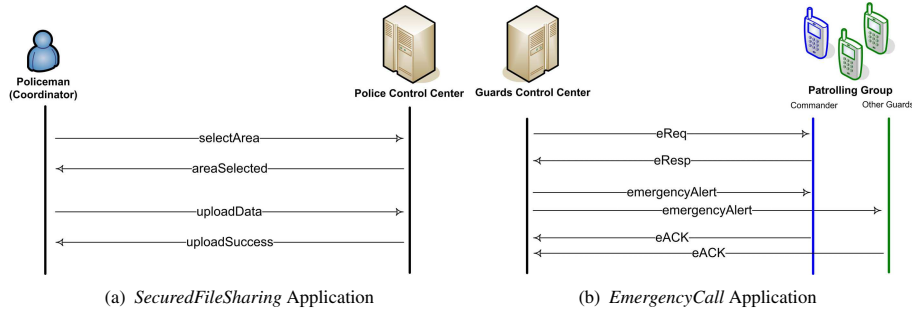 Policeman
(Coordinator)
Police Control Center
selectArea
areaSelected
uploadData
uploadSuccess
(a) SecuredFileSharing Application
Guards Control Center
Patrolling Group
Commander
Other Guards
eReq
eResp
emergencyAlert
emergencyAlert
eACK
eACK
(b) EmergencyCall Application